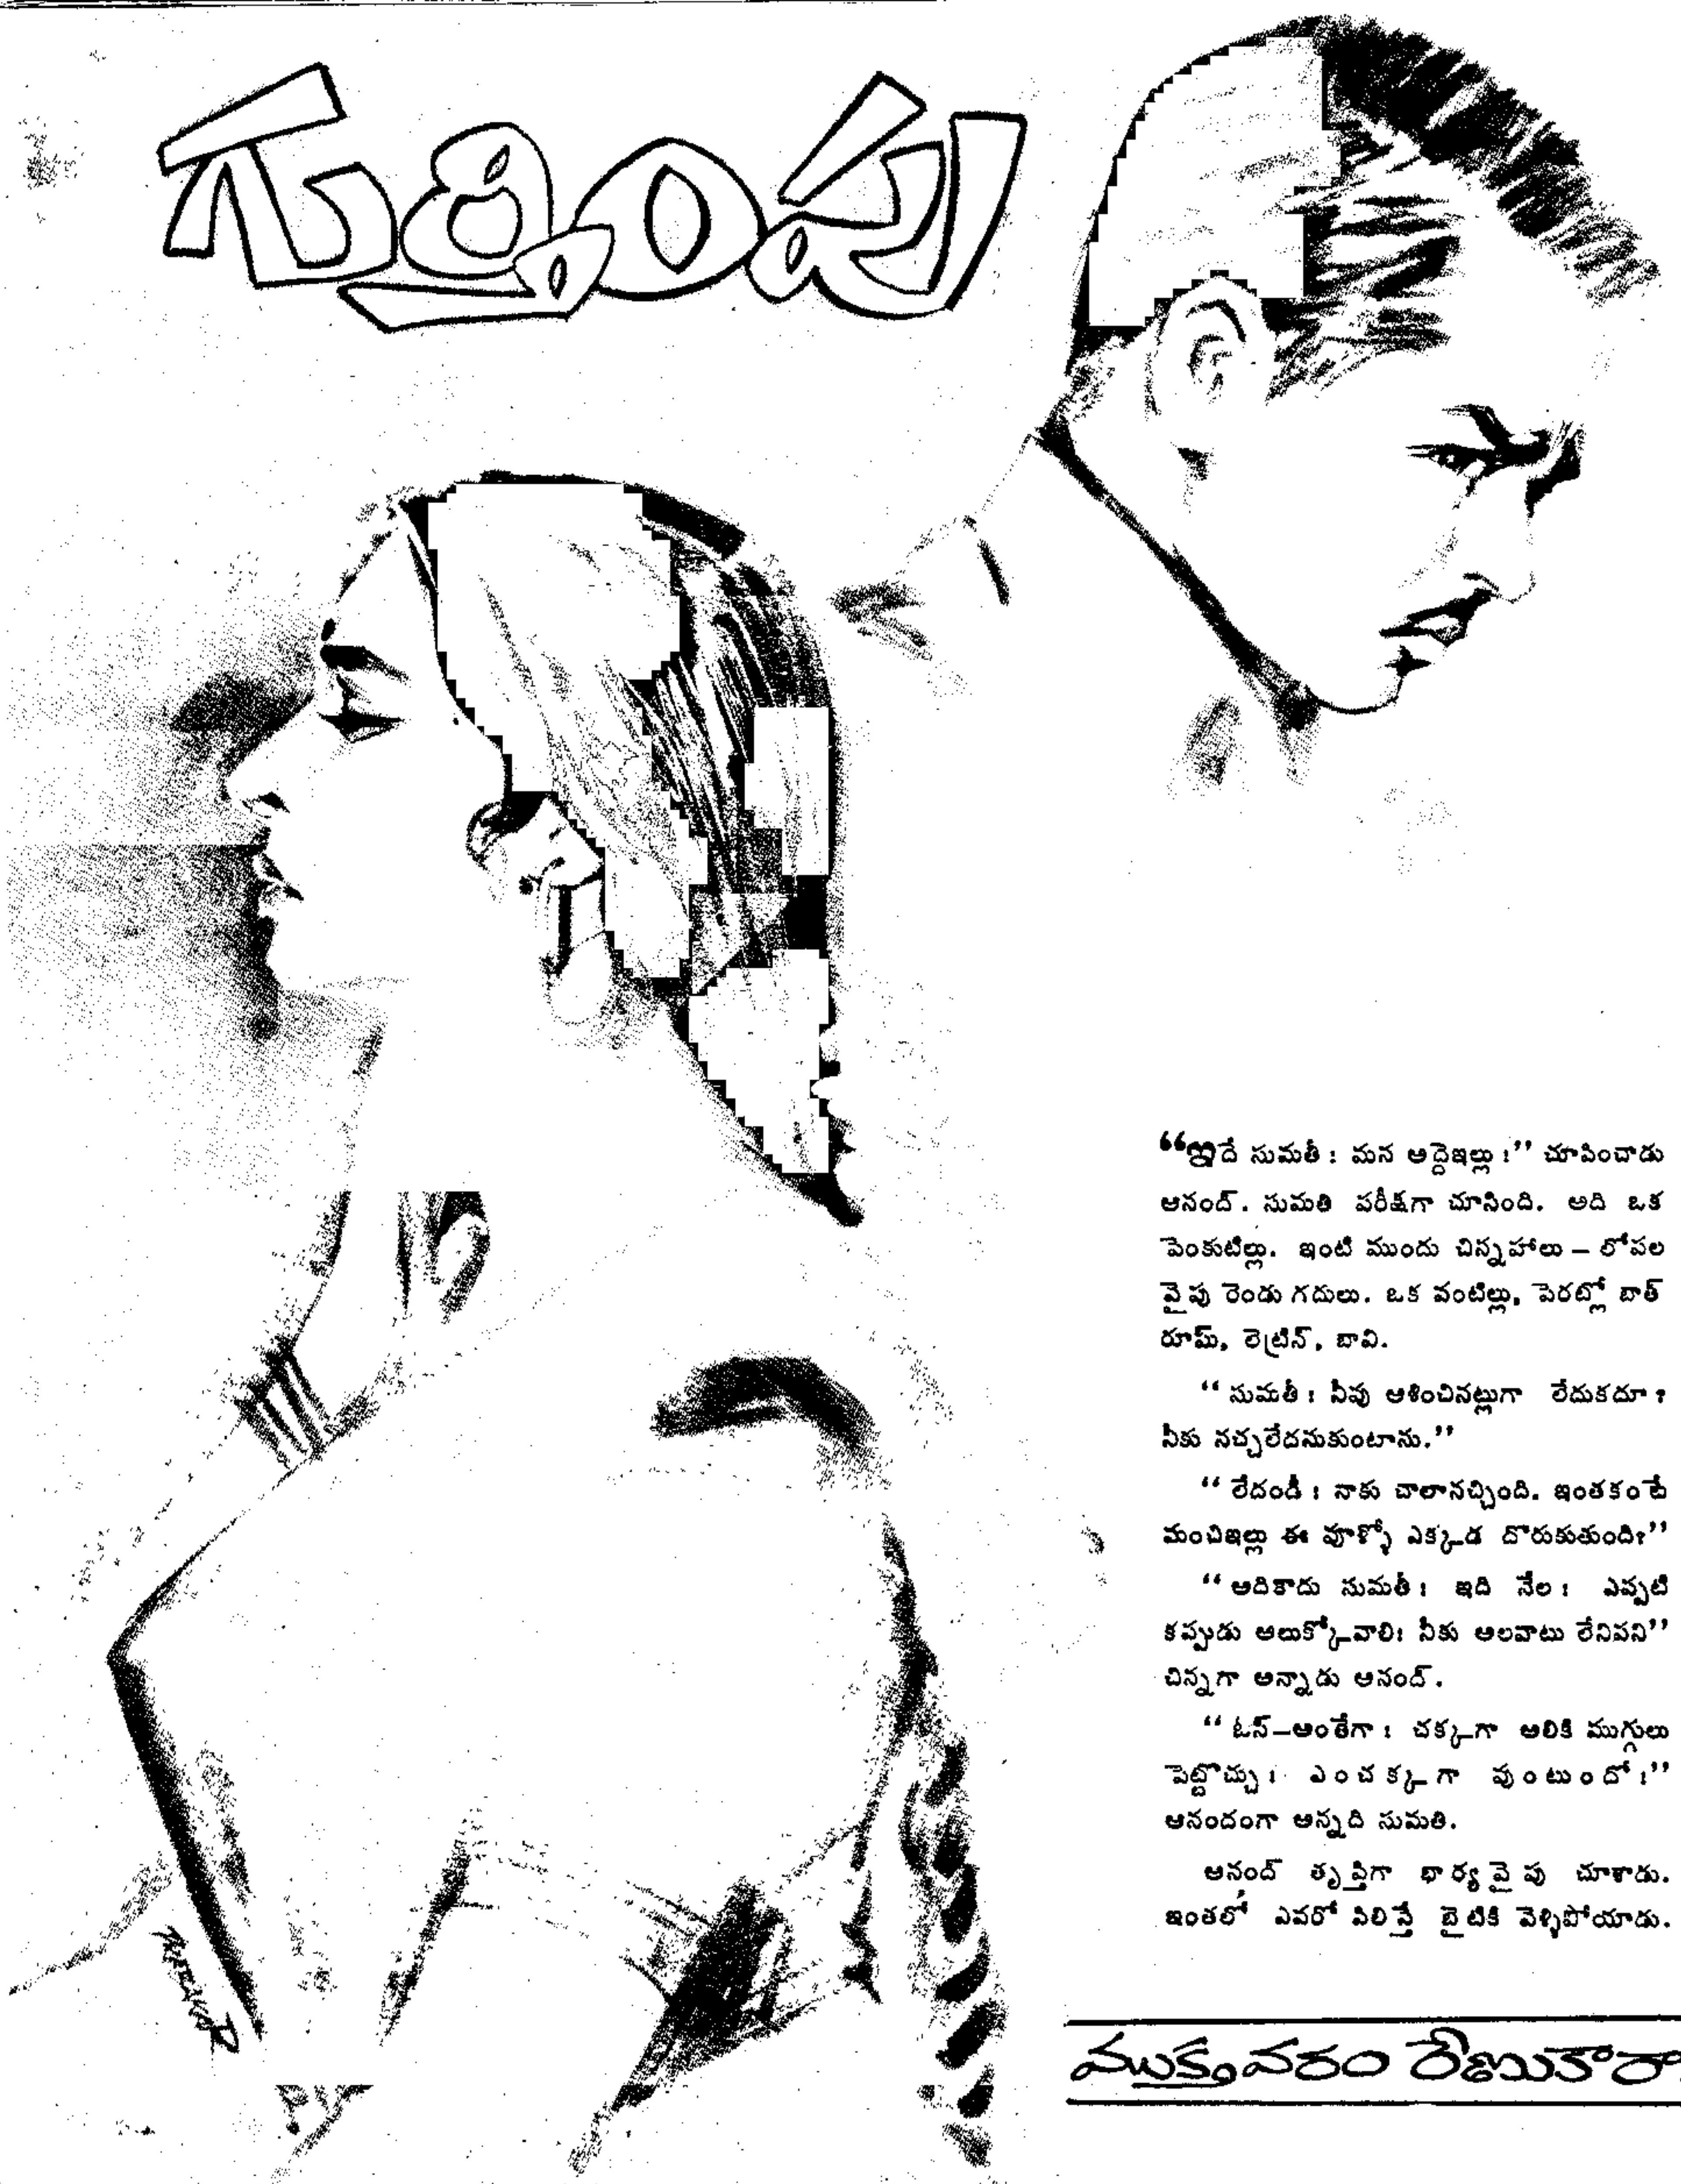 గుర్తింపు
“ఇదే సుమతీ! మన అద్దెఇల్లు!” చూపించాడు
ఆనంద్. సుమతి పరీక్షగా చూసింది. అది ఒక
పెంకుటిల్లు. ఇంటి ముందు చిన్నహాలు – లోపల
వైపు రెండు గదులు. ఒక వంటిల్లు, పెరట్లో బాత్
రూమ్, లెట్రిన్, బావి.
“సుమతీ! నీవు ఆశించినట్లుగా లేదుకదూ?
నీకు నచ్చలేదనుకుంటాను.”
“లేదండీ! నాకు చాలానచ్చింది. ఇంతకంటే
మంచిఇల్లు ఈ వూళ్ళో ఎక్కడ దొరుకుతుంది?”
“అదికాదు సుమతీ! ఇది నేల! ఎప్పటి
కప్పుడు అలుక్కోవాలి! నీకు అలవాటు లేనిపని”
చిన్నగా అన్నాడు ఆనంద్.
“ఓస్–అంతేగా! చక్కగా అలికి ముగ్గులు
పెట్టొచ్చు! ఎంచక్కగా వుంటుందో!”
ఆనందంగా అన్నది సుమతి.
ఆనంద్ తృప్తిగా భార్యవైపు చూశాడు.
ఇంతలో ఎవరో పిలిస్తే బైటికి వెళ్ళిపోయాడు.
ముక్తవరం రేణుకారా